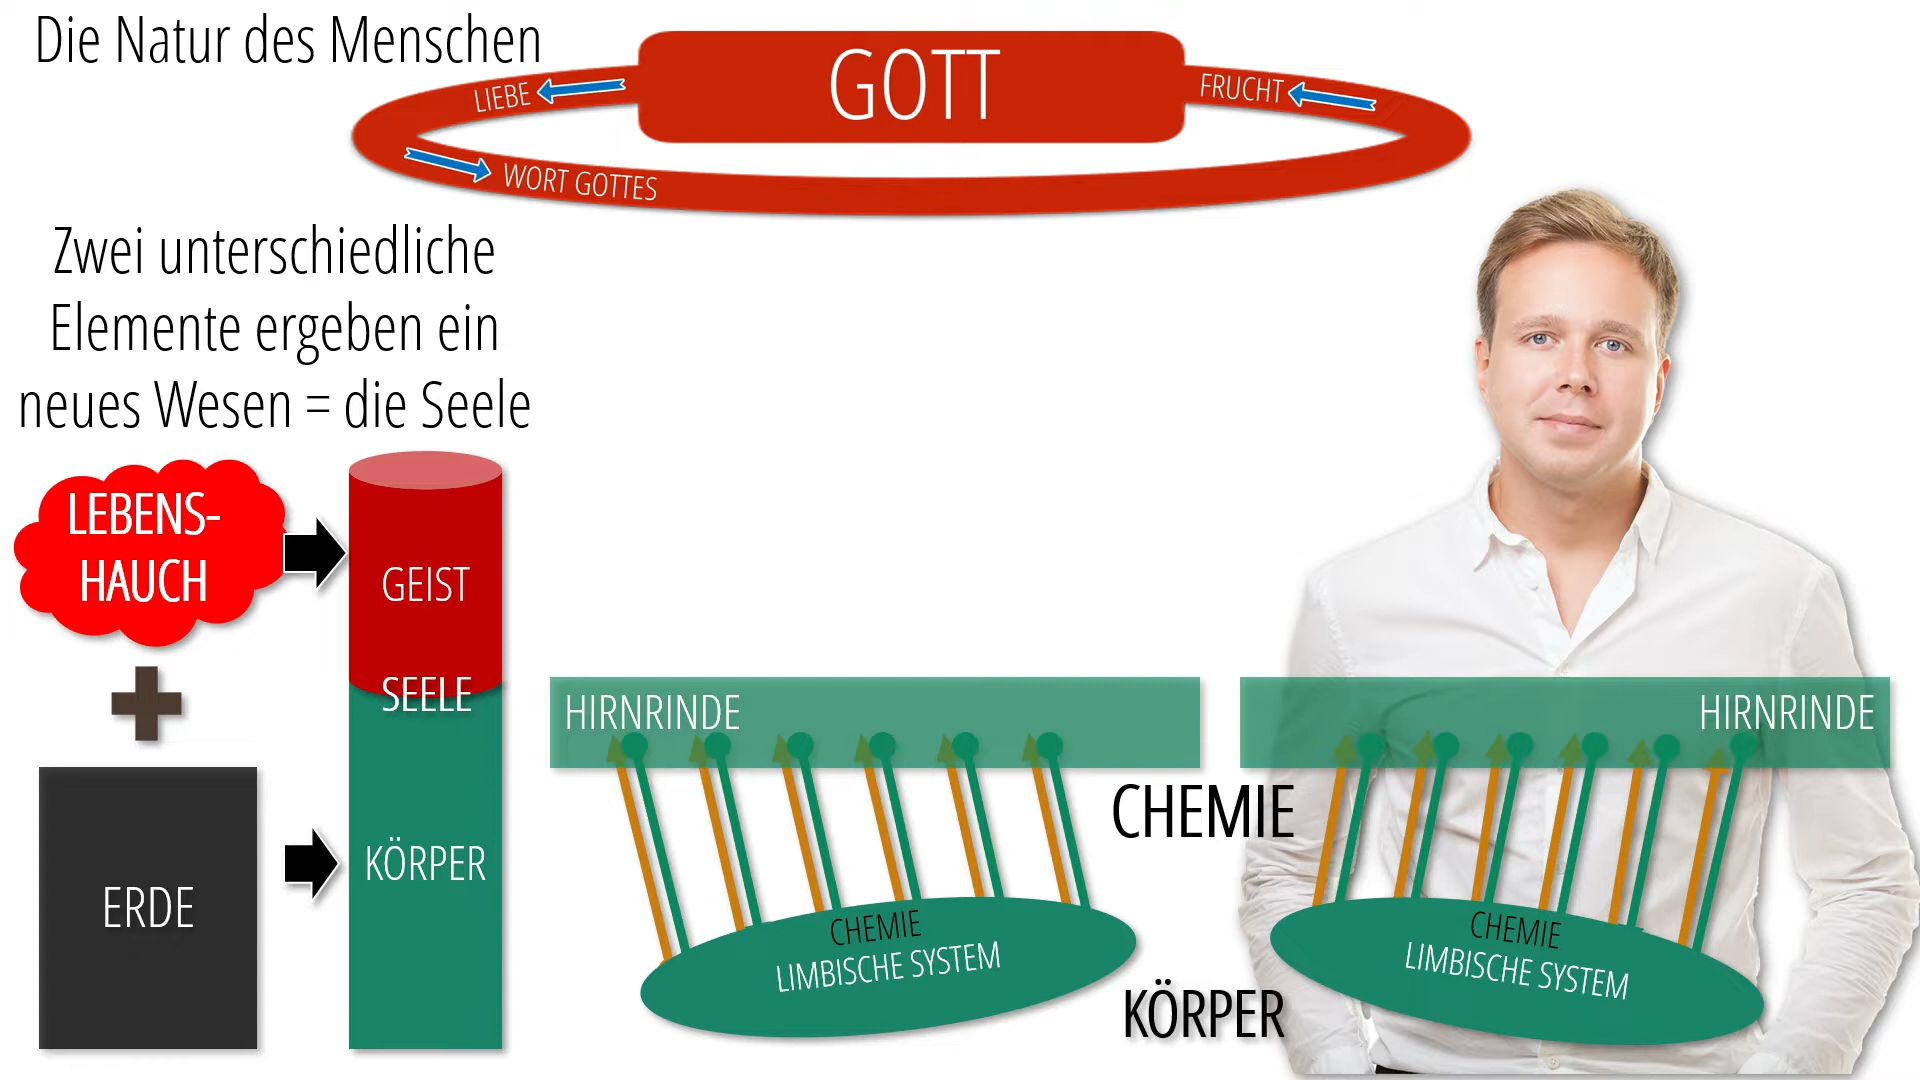 Die Natur des Menschen
GOTT
LIEBE
FRUCHT
WORT GOTTES
Zwei unterschiedliche
Elemente ergeben ein
neues Wesen = die Seele
LEBENS-
HAUCH
GEIST
SEELE
KÖRPER
ERDE
HIRNRINDE
HIRNRINDE
CHEMIE
CHEMIE
LIMBISCHE SYSTEM
CHEMIE
LIMBISCHE SYSTEM
KÖRPER